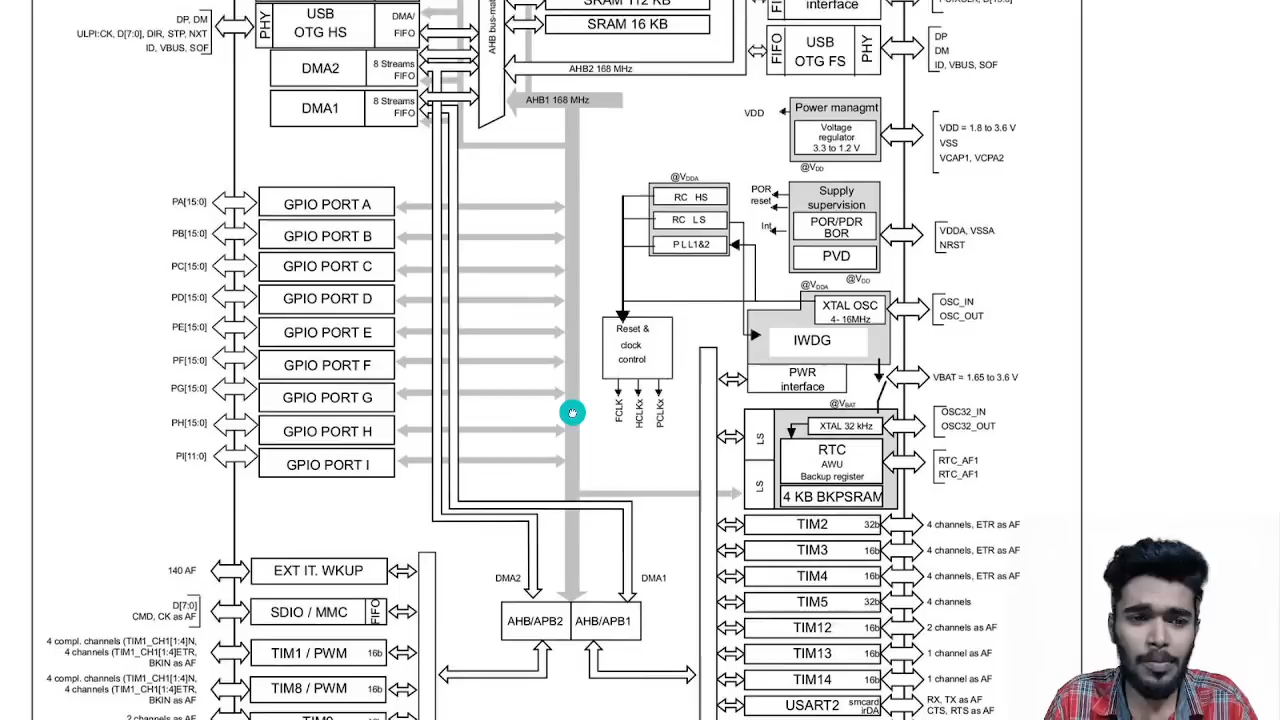 DP, DM
ULPI:CK, D[7:0], DIR, STP, NXT
ID, VBUS, SOF
PHY
USB
OTG HS
DMA/
FIFO
DMA2
8 Streams
FIFO
DMA1
8 Streams
FIFO
AHB bus-mat
SRAM 112 KB
SRAM 16 KB
AHB2 168 MHz
AHB1 168 MHz
interface
FIFO
USB
OTG FS
PHY
DP
DM
ID, VBUS, SOF
VDD
Power managmt
Voltage
regulator
3.3 to 1.2 V
@VDD
VDD = 1.8 to 3.6 V
VSS
VCAP1, VCPA2
@VDDA
RC HS
RC LS
PLL1&2
POR
reset
Int
Supply
supervision
POR/PDR
BOR
PVD
@VDD
VDDA, VSSA
NRST
@VDDA
XTAL OSC
4- 16MHz
IWDG
OSC_IN
OSC_OUT
Reset &
clock
control
FCLK
HCLKx
PCLKx
PWR
interface
VBAT = 1.65 to 3.6 V
@VBAT
LS
LS
XTAL 32 kHz
RTC
AWU
Backup register
4 KB BKPSRAM
OSC32_IN
OSC32_OUT
RTC_AF1
RTC_AF1
PA[15:0]
GPIO PORT A
PB[15:0]
GPIO PORT B
PC[15:0]
GPIO PORT C
PD[15:0]
GPIO PORT D
PE[15:0]
GPIO PORT E
PF[15:0]
GPIO PORT F
PG[15:0]
GPIO PORT G
PH[15:0]
GPIO PORT H
PI[11:0]
GPIO PORT I
140 AF
EXT IT. WKUP
D[7:0]
CMD, CK as AF
SDIO / MMC
FIFO
4 compl. channels (TIM1_CH1[1:4]N,
4 channels (TIM1_CH1[1:4]ETR,
BKIN as AF
TIM1 / PWM
16b
4 compl. channels (TIM1_CH1[1:4]N,
4 channels (TIM1_CH1[1:4]ETR,
BKIN as AF
TIM8 / PWM
16b
2 channels as AF
DMA2
DMA1
AHB/APB2
AHB/APB1
TIM2
32b
4 channels, ETR as AF
TIM3
16b
4 channels, ETR as AF
TIM4
16b
4 channels, ETR as AF
TIM5
32b
4 channels
TIM12
16b
2 channels as AF
TIM13
16b
1 channel as AF
TIM14
16b
1 channel as AF
USART2
smcard
irDA
RX, TX as AF
CTS, RTS as AF